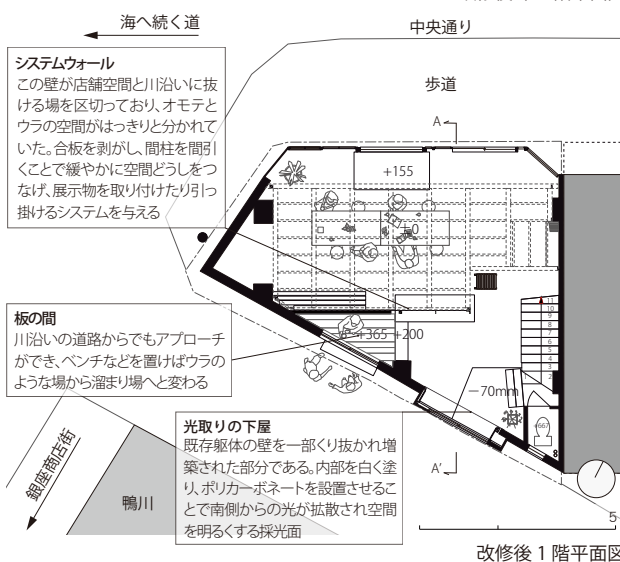 海へ続く道
中央通り
歩道
システムウォール
この壁が店舗空間と川沿いに抜
ける場を区切っており、オモテと
ウラの空間がはっきりと分かれて
いた。合板を剥がし、間柱を間引
くことで緩やかに空間どうしをつ
なげ、展示物を取り付けたり引っ
掛けるシステムを与える
A
+155
+0
板の間
川沿いの道路からでもアプローチ
ができ、ベンチなどを置けばウラの
ような場から溜まり場へと変わる
+365
+200
11
10
9
8
7
6
5
4
3
2
－70mm
+667
光取りの下屋
既存躯体の壁を一部くり抜かれ増
築された部分である。内部を白く塗
り、ポリカーボネートを設置させるこ
とで南側からの光が拡散され空間
を明るくする採光面
A'
銀座商店街
鴨川
5
改修後 1 階平面図